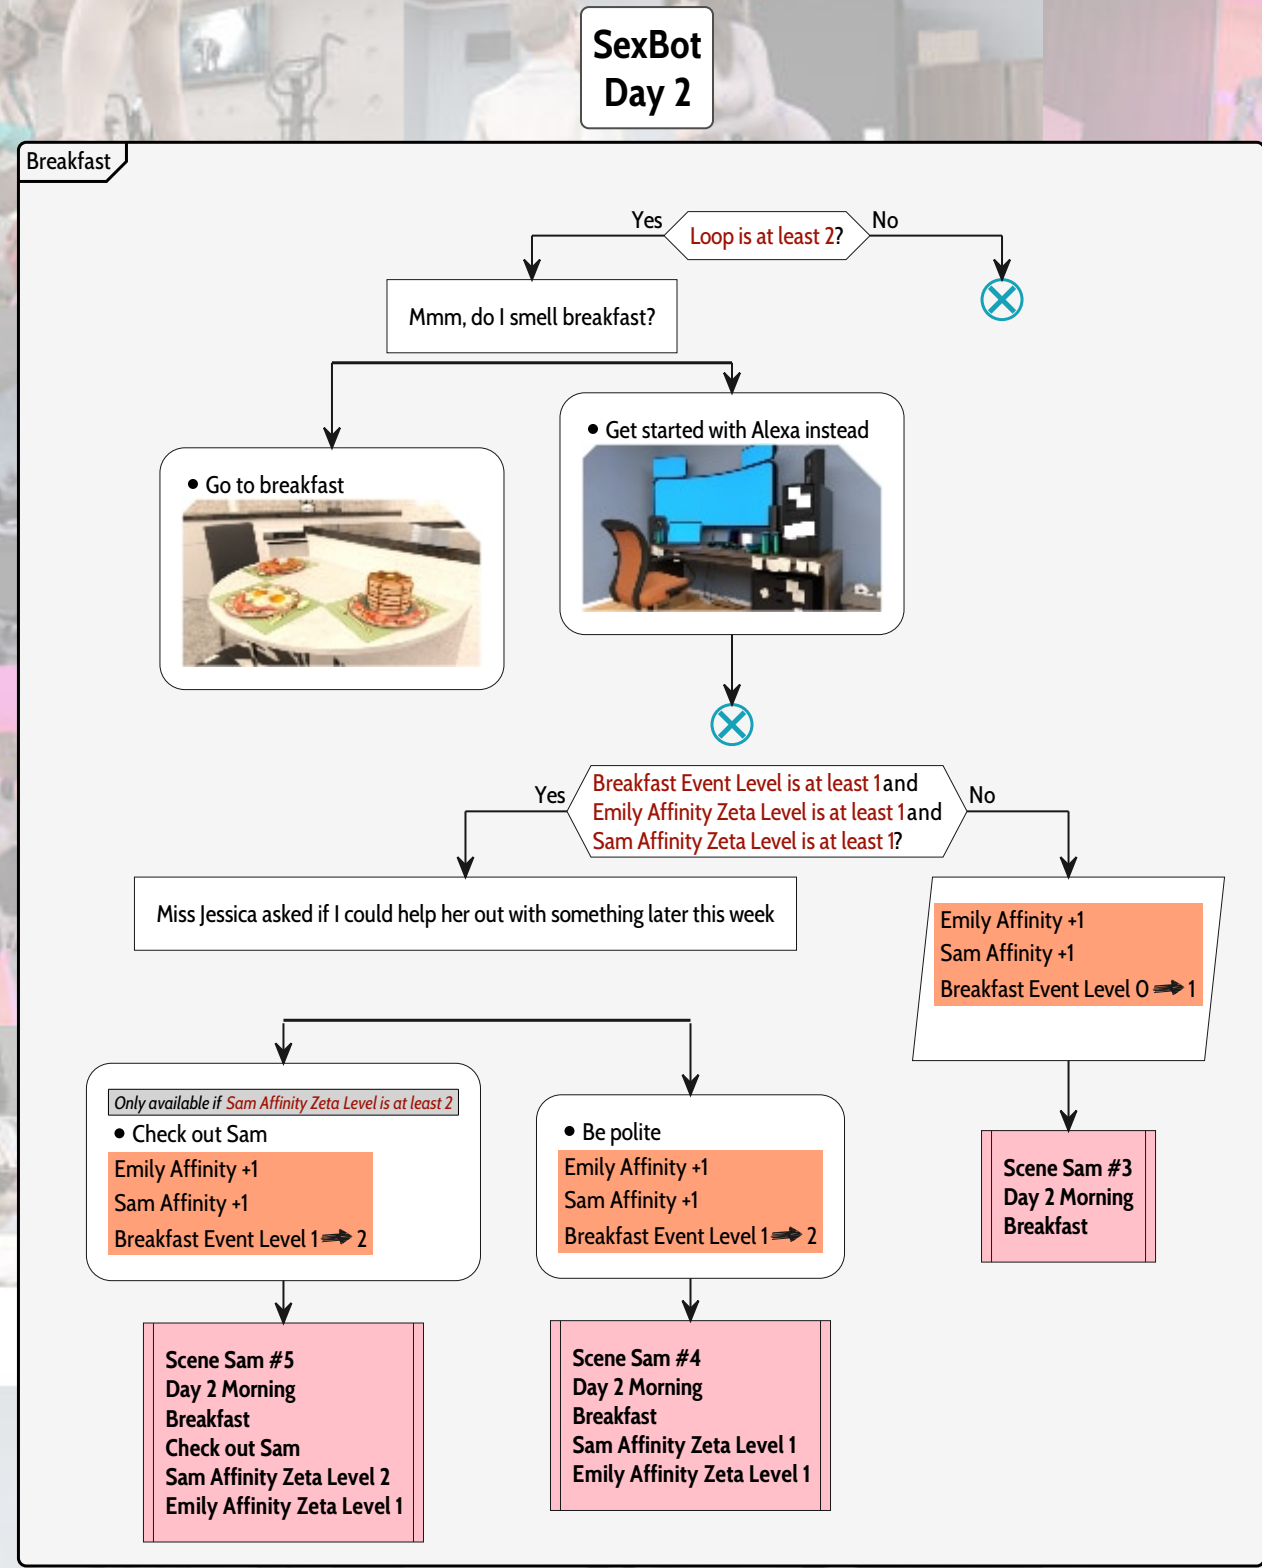 SexBot
Day 2
Breakfast
Yes
Loop is at least 2?
No
Mmm, do I smell breakfast?
• Get started with Alexa instead
• Go to breakfast
Yes
Breakfast Event Level is at least 1 and
Emily Affinity Zeta Level is at least 1 and
Sam Affinity Zeta Level is at least 1?
No
Miss Jessica asked if I could help her out with something later this week
Emily Affinity +1
Sam Affinity +1
Breakfast Event Level 0 ➡ 1
Only available if Sam Affinity Zeta Level is at least 2
• Check out Sam
Emily Affinity +1
Sam Affinity +1
Breakfast Event Level 1 ➡ 2
• Be polite
Emily Affinity +1
Sam Affinity +1
Breakfast Event Level 1 ➡ 2
Scene Sam #3
Day 2 Morning
Breakfast
Scene Sam #5
Day 2 Morning
Breakfast
Check out Sam
Sam Affinity Zeta Level 2
Emily Affinity Zeta Level 1
Scene Sam #4
Day 2 Morning
Breakfast
Sam Affinity Zeta Level 1
Emily Affinity Zeta Level 1